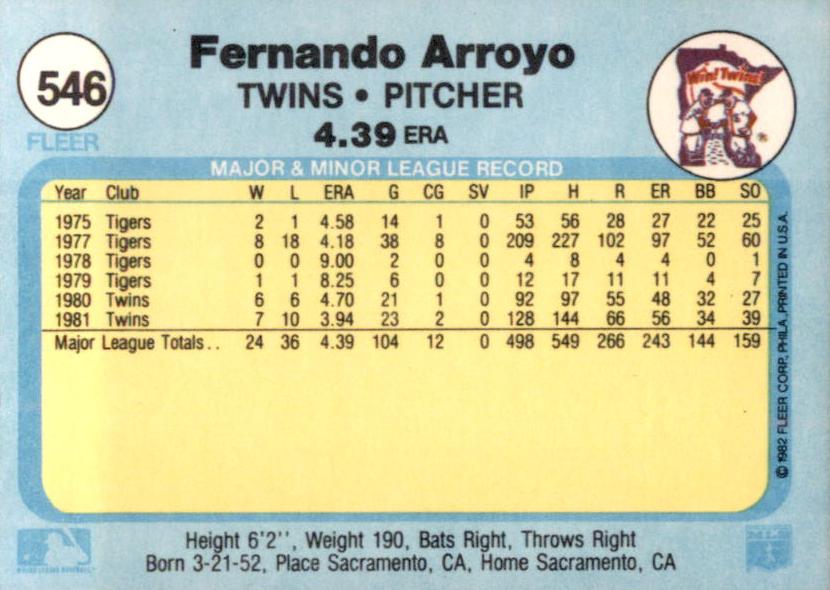 546
FLEER
Fernando Arroyo
TWINS • PITCHER
4.39 ERA
Win! Twins!
MAJOR & MINOR LEAGUE RECORD
Year Club W L ERA G CG SV IP H R ER BB SO
1975 Tigers 2 1 4.58 14 1 0 53 56 28 27 22 25
1977 Tigers 8 18 4.18 38 8 0 209 227 102 97 52 60
1978 Tigers 0 0 9.00 2 0 0 4 8 4 4 0 1
1979 Tigers 1 1 8.25 6 0 0 12 17 11 11 4 7
1980 Twins 6 6 4.70 21 1 0 92 97 55 48 32 27
1981 Twins 7 10 3.94 23 2 0 128 144 66 56 34 39
Major League Totals.. 24 36 4.39 104 12 0 498 549 266 243 144 159
© 1982 FLEER CORP., PHILA., PRINTED IN U.S.A.
Height 6'2'', Weight 190, Bats Right, Throws Right
Born 3-21-52, Place Sacramento, CA, Home Sacramento, CA